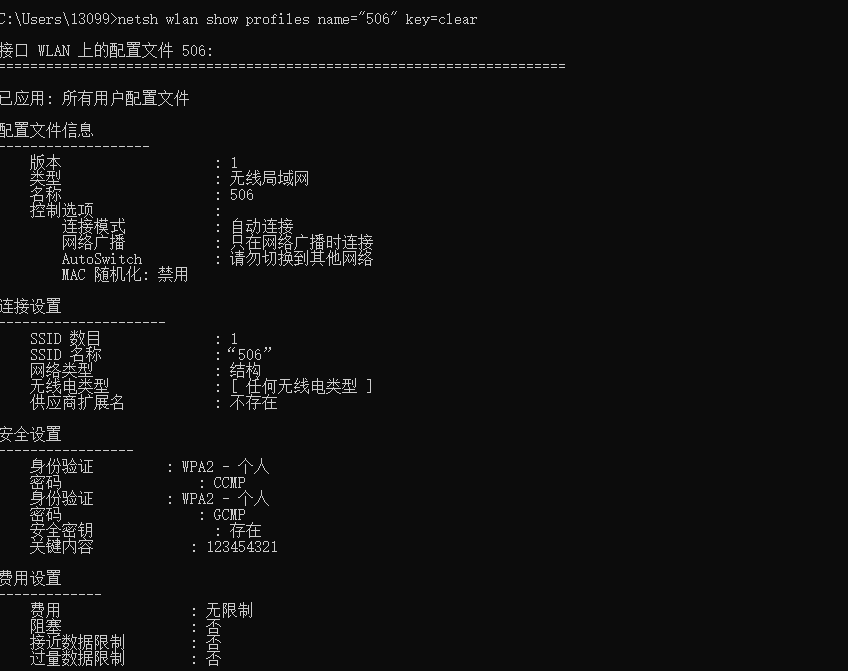 C:\Users\13099>netsh wlan show profiles name="506" key=clear
接口 WLAN 上的配置文件 506:
=======================================================================
已应用: 所有用户配置文件
配置文件信息
-------------------
版本 : 1
类型 : 无线局域网
名称 : 506
控制选项 :
连接模式 : 自动连接
网络广播 : 只在网络广播时连接
AutoSwitch : 请勿切换到其他网络
MAC 随机化: 禁用
连接设置
---------------------
SSID 数目 : 1
SSID 名称 :“506”
网络类型 : 结构
无线电类型 : [ 任何无线电类型 ]
供应商扩展名 : 不存在
安全设置
-----------------
身份验证 : WPA2 - 个人
密码 : CCMP
身份验证 : WPA2 - 个人
密码 : GCMP
安全密钥 : 存在
关键内容 : 123454321
费用设置
-------------
费用 : 无限制
阻塞 : 否
接近数据限制 : 否
过量数据限制 : 否